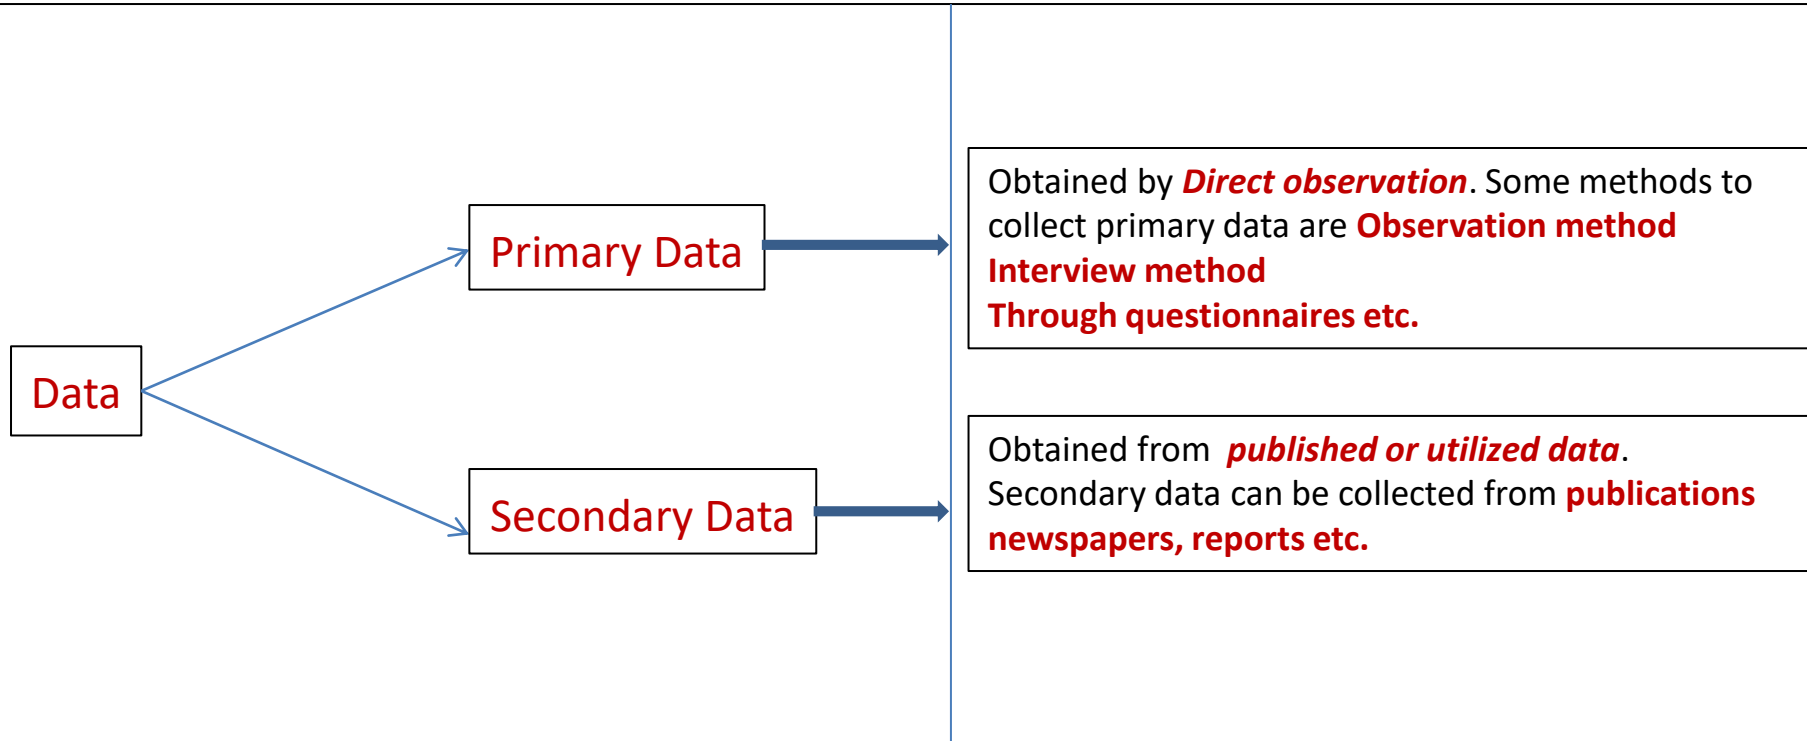 Data
Primary Data
Obtained by Direct observation. Some methods to
collect primary data are Observation method
Interview method
Through questionnaires etc.
Secondary Data
Obtained from published or utilized data.
Secondary data can be collected from publications
newspapers, reports etc.